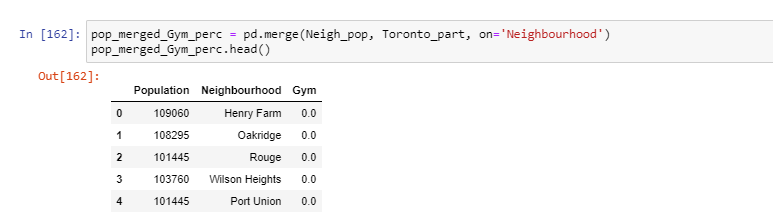 In [162]: pop_merged_Gym_perc = pd.merge(Neigh_pop, Toronto_part, on='Neighbourhood')
pop_merged_Gym_perc.head()
Out[162]:
Population Neighbourhood Gym
0 109060 Henry Farm 0.0
1 108295 Oakridge 0.0
2 101445 Rouge 0.0
3 103760 Wilson Heights 0.0
4 101445 Port Union 0.0